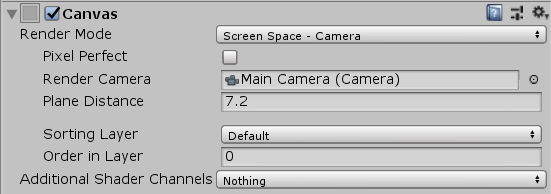 Canvas
Render Mode Screen Space - Camera
Pixel Perfect
Render Camera Main Camera (Camera)
Plane Distance 7.2
Sorting Layer Default
Order in Layer 0
Additional Shader Channels Nothing